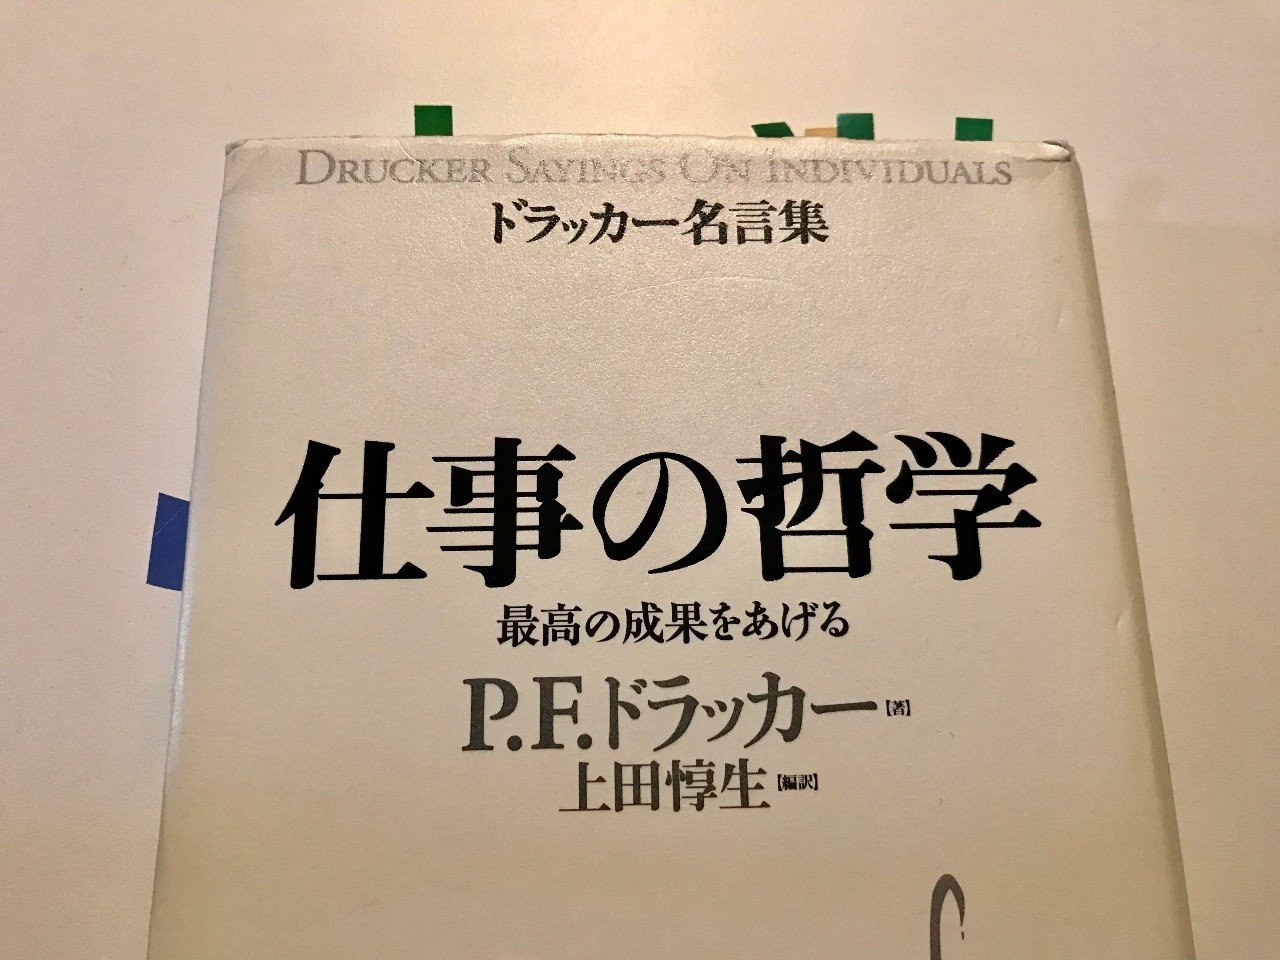 DRUCKER SAYINGS ON INDIVIDUALS
ドラッカー名言集
仕事の哲学
最高の成果をあげる
P.F.ドラッカー【著】
上田惇生【編訳】